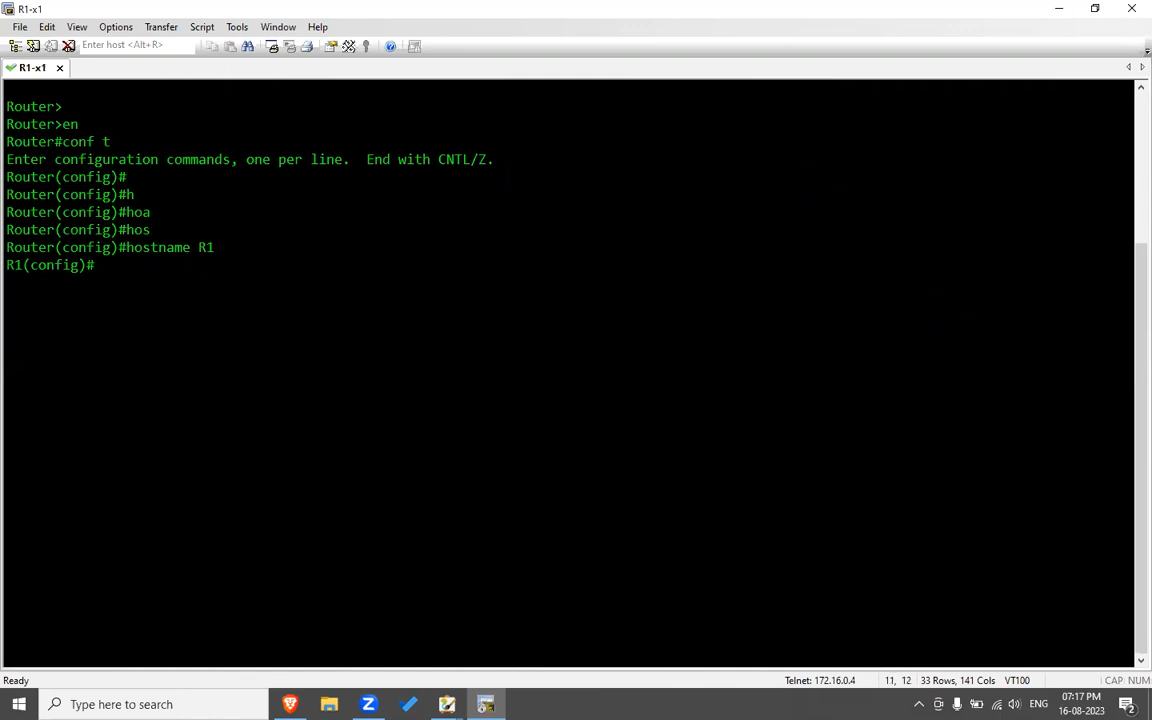 R1-x1
File Edit View Options Transfer Script Tools Window Help
Enter host <Alt+R>
R1-x1
Router>
Router>en
Router#conf t
Enter configuration commands, one per line.  End with CNTL/Z.
Router(config)#
Router(config)#h
Router(config)#hoa
Router(config)#hos
Router(config)#hostname R1
R1(config)#
Ready Telnet: 172.16.0.4 11, 12 33 Rows, 141 Cols VT100 CAP NUM
Type here to search ENG 07:17 PM
16-08-2023 2